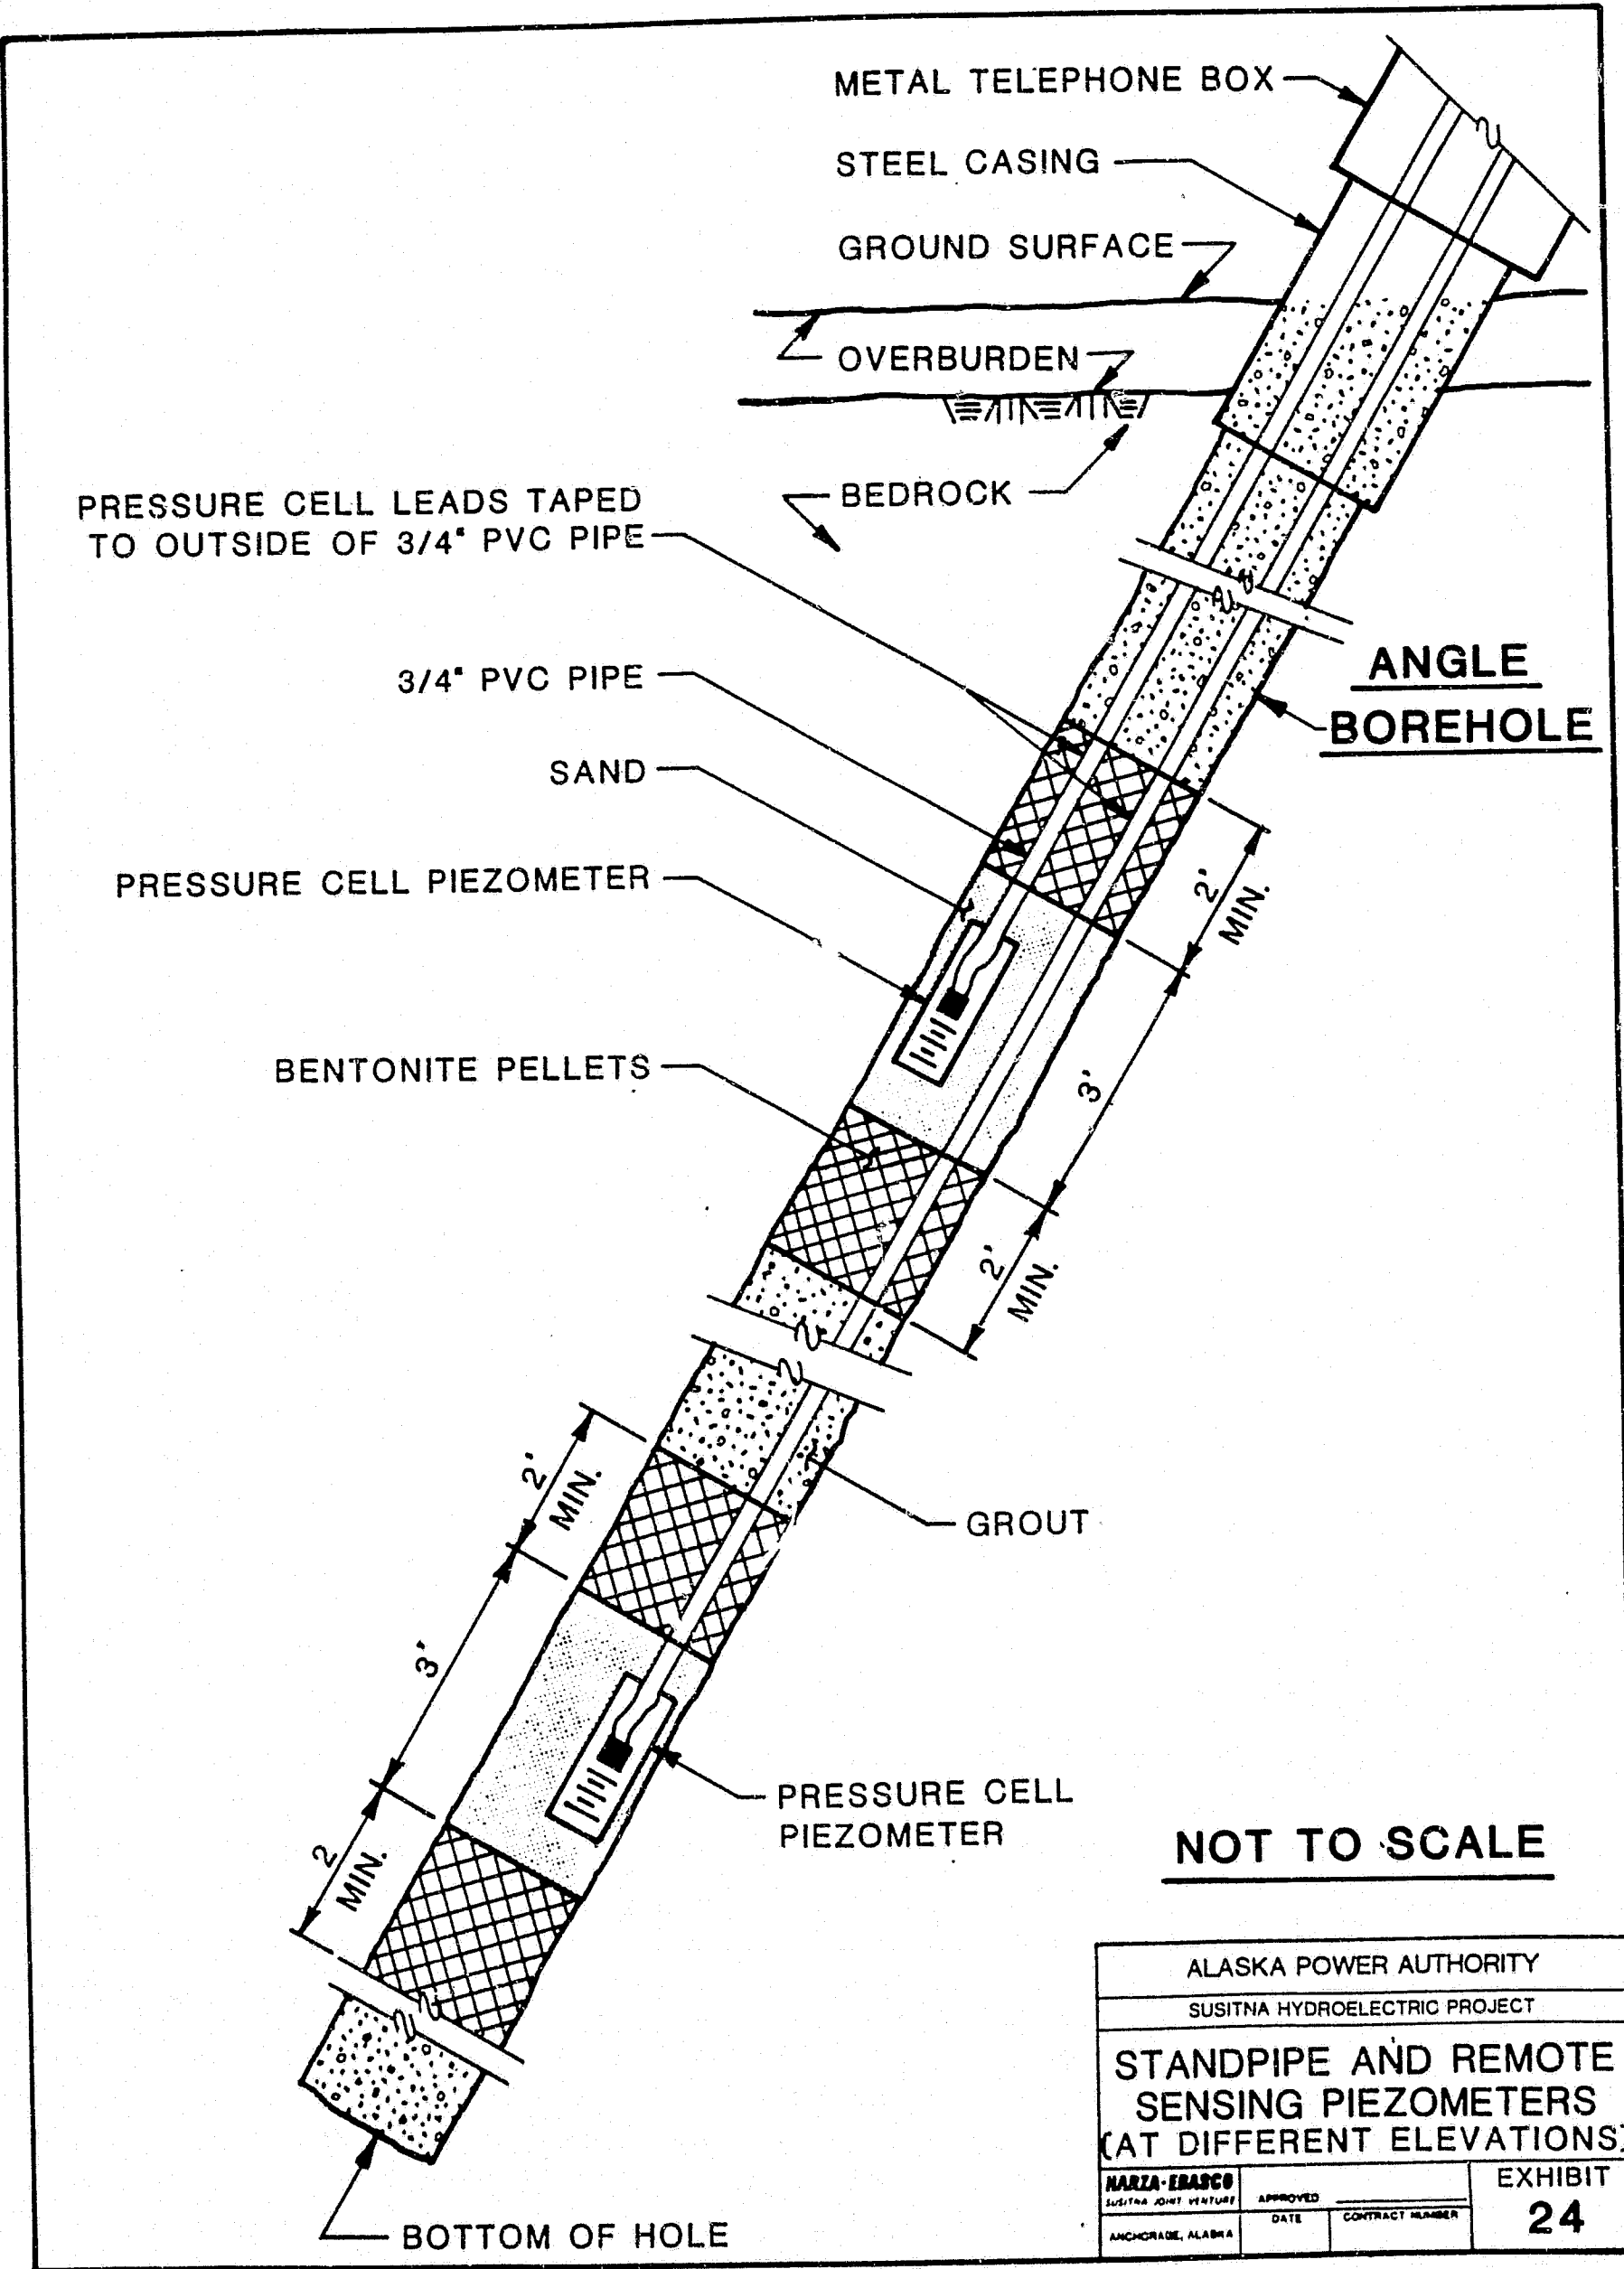 METAL TELEPHONE BOX
STEEL CASING
GROUND SURFACE
OVERBURDEN
BEDROCK
PRESSURE CELL LEADS TAPED
TO OUTSIDE OF 3/4" PVC PIPE
3/4" PVC PIPE
ANGLE
BOREHOLE
SAND
PRESSURE CELL PIEZOMETER
2'
MIN.
3'
BENTONITE PELLETS
2'
MIN.
2'
MIN.
GROUT
3'
PRESSURE CELL
PIEZOMETER
2
MIN.
NOT TO SCALE
BOTTOM OF HOLE
ALASKA POWER AUTHORITY
SUSITNA HYDROELECTRIC PROJECT
STANDPIPE AND REMOTE
SENSING PIEZOMETERS
(AT DIFFERENT ELEVATIONS)
HARZA-EBASCO
SUSITNA JOINT VENTURE
APPROVED
EXHIBIT
24
ANCHORAGE, ALASKA
DATE
CONTRACT NUMBER